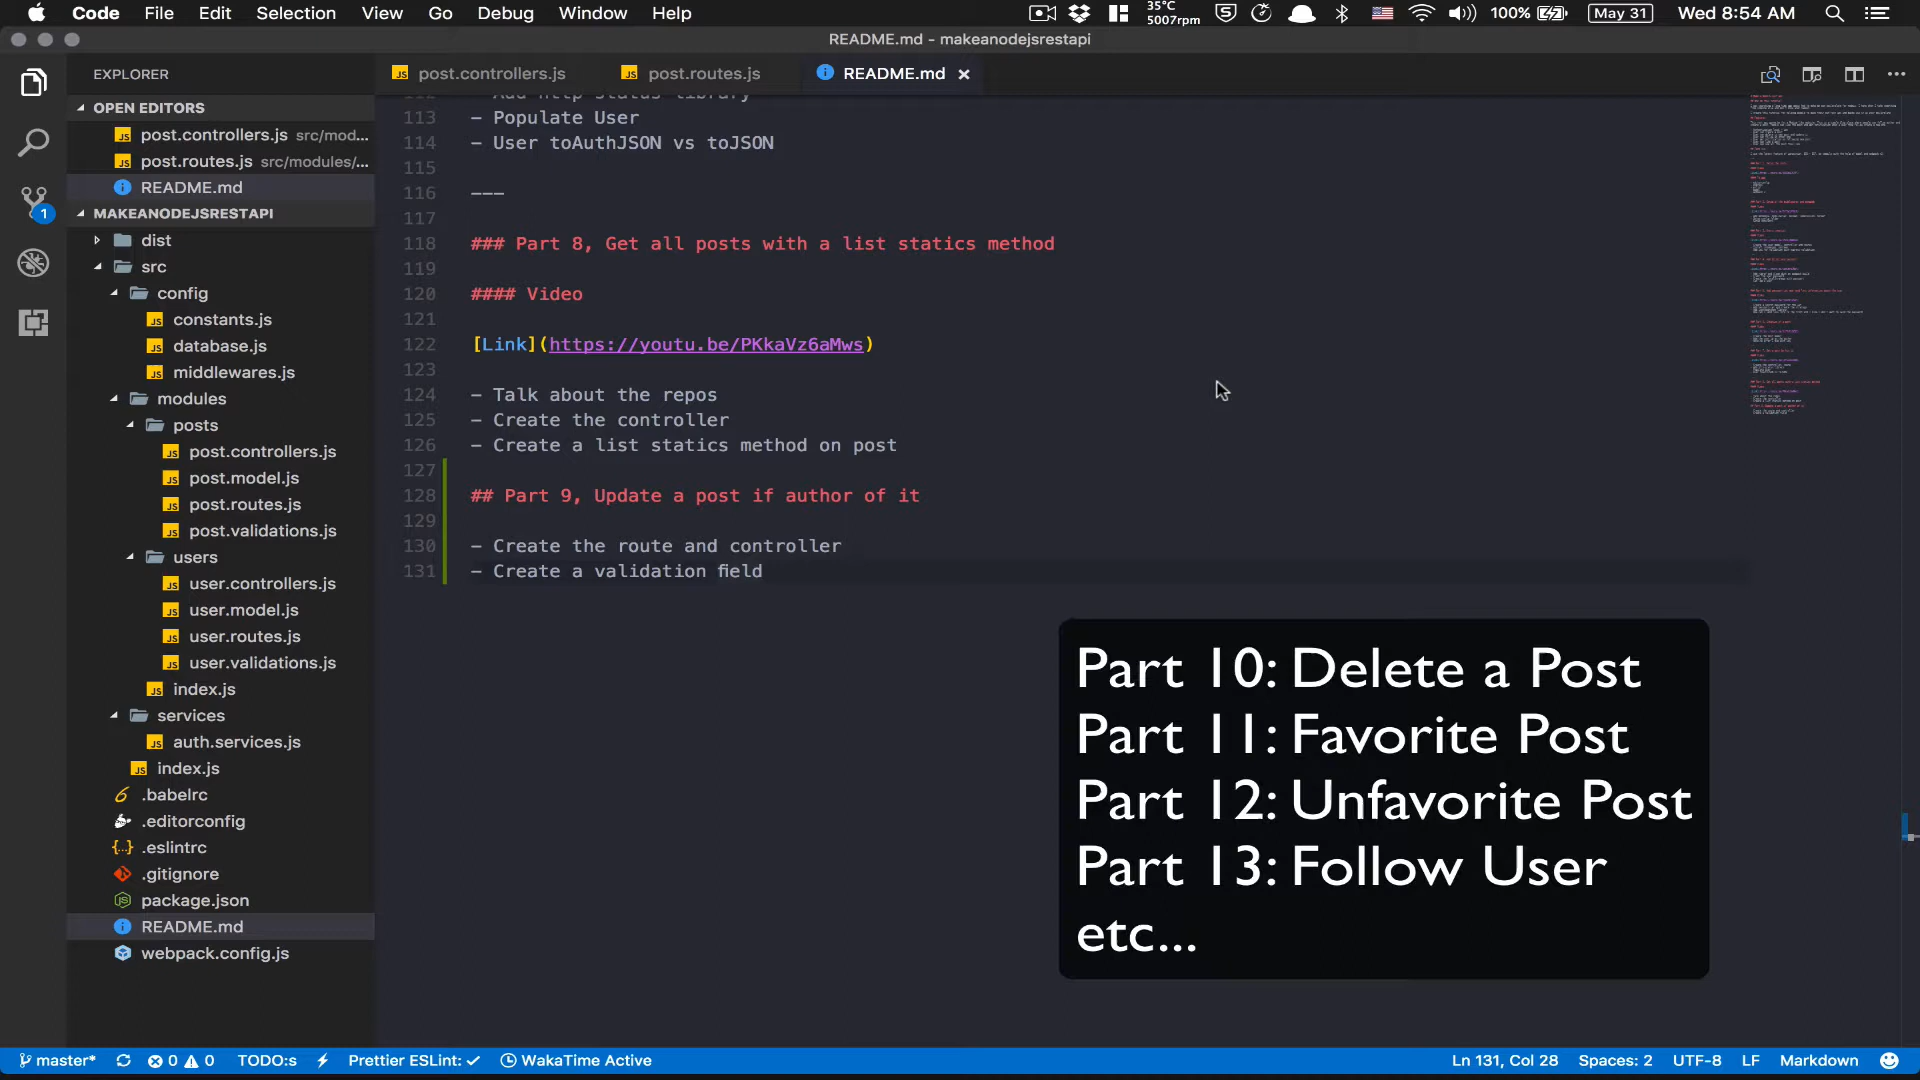 Code File Edit Selection View Go Debug Window Help 35°C 5007rpm 100% May 31 Wed 8:54 AM
README.md - makeanodejsrestapi
EXPLORER
OPEN EDITORS
post.controllers.js src/mod...
post.routes.js src/modules/...
README.md
MAKEANODEJSRESTAPI
dist
src
config
constants.js
database.js
middlewares.js
modules
posts
post.controllers.js
post.model.js
post.routes.js
post.validations.js
users
user.controllers.js
user.model.js
user.routes.js
user.validations.js
index.js
services
auth.services.js
index.js
.babelrc
.editorconfig
.eslintrc
.gitignore
package.json
README.md
webpack.config.js
post.controllers.js post.routes.js README.md
112 - Add http status library
113 - Populate User
114 - User toAuthJSON vs toJSON
115
116 ---
117
118 ### Part 8, Get all posts with a list statics method
119
120 #### Video
121
122 [Link](https://youtu.be/PKkaVz6aMws)
123
124 - Talk about the repos
125 - Create the controller
126 - Create a list statics method on post
127
128 ## Part 9, Update a post if author of it
129
130 - Create the route and controller
131 - Create a validation field
Part 10: Delete a Post
Part 11: Favorite Post
Part 12: Unfavorite Post
Part 13: Follow User
etc...
master* 0 0 TODO:s Prettier ESLint: ✓ WakaTime Active Ln 131, Col 28 Spaces: 2 UTF-8 LF Markdown